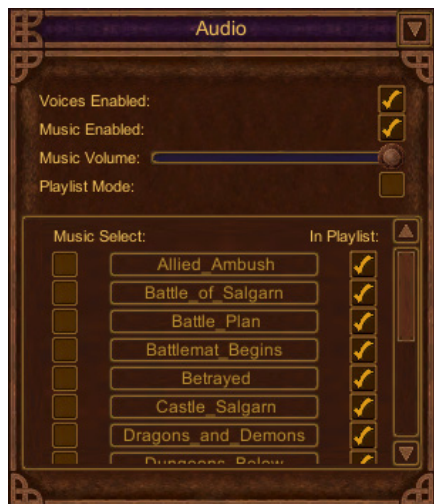 Audio
Voices Enabled:
Music Enabled:
Music Volume:
Playlist Mode:
Music Select: In Playlist:
Allied_Ambush
Battle_of_Salgarn
Battle_Plan
Battlemat_Begins
Betrayed
Castle_Salgarn
Dragons_and_Demons
Dungeons_Below